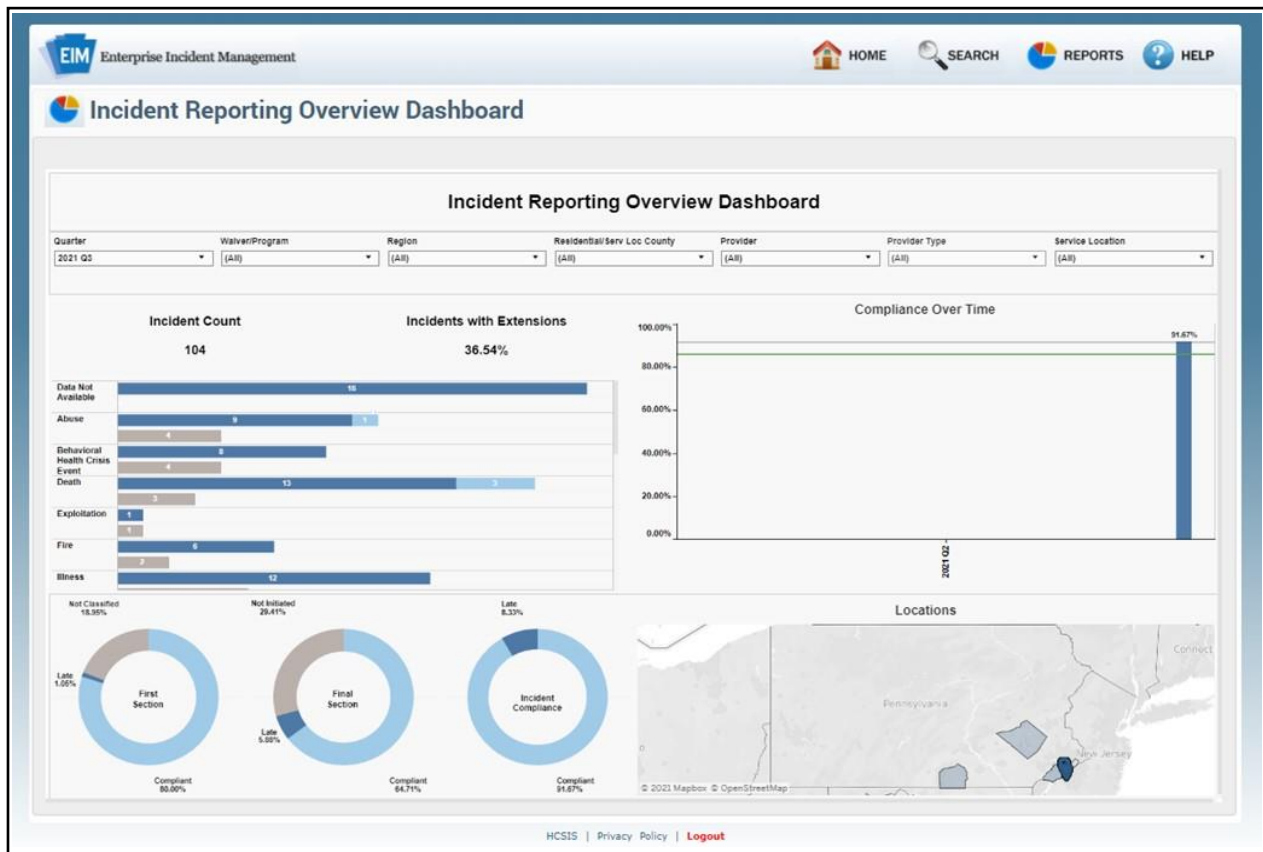 EIM Enterprise Incident Management
HOME
SEARCH
REPORTS
? HELP
Incident Reporting Overview Dashboard
Incident Reporting Overview Dashboard
Quarter
Waiver/Program
Region
Residential/Serv Loc County
Provider
Provider Type
Service Location
2021 Q3
(All)
(All)
(All)
(All)
(All)
(All)
Incident Count
Incidents with Extensions
104
36.54%
Data Not
Available
18
Abuse
9
1
4
Behavioral
Health Crisis
Event
8
4
Death
13
3
3
Exploitation
1
1
Fire
6
2
Illness
12
Compliance Over Time
100.00%
80.00%
60.00%
40.00%
20.00%
0.00%
91.67%
2021 Q2
Not Classified
18.95%
Late
1.05%
First
Section
Compliant
80.00%
Not Initiated
29.41%
Late
5.88%
Final
Section
Compliant
64.71%
Late
8.33%
Incident
Compliance
Compliant
91.67%
Locations
Connect
Pennsylvania
New Jersey
© 2021 Mapbox © OpenStreetMap
HCSIS | Privacy Policy | Logout